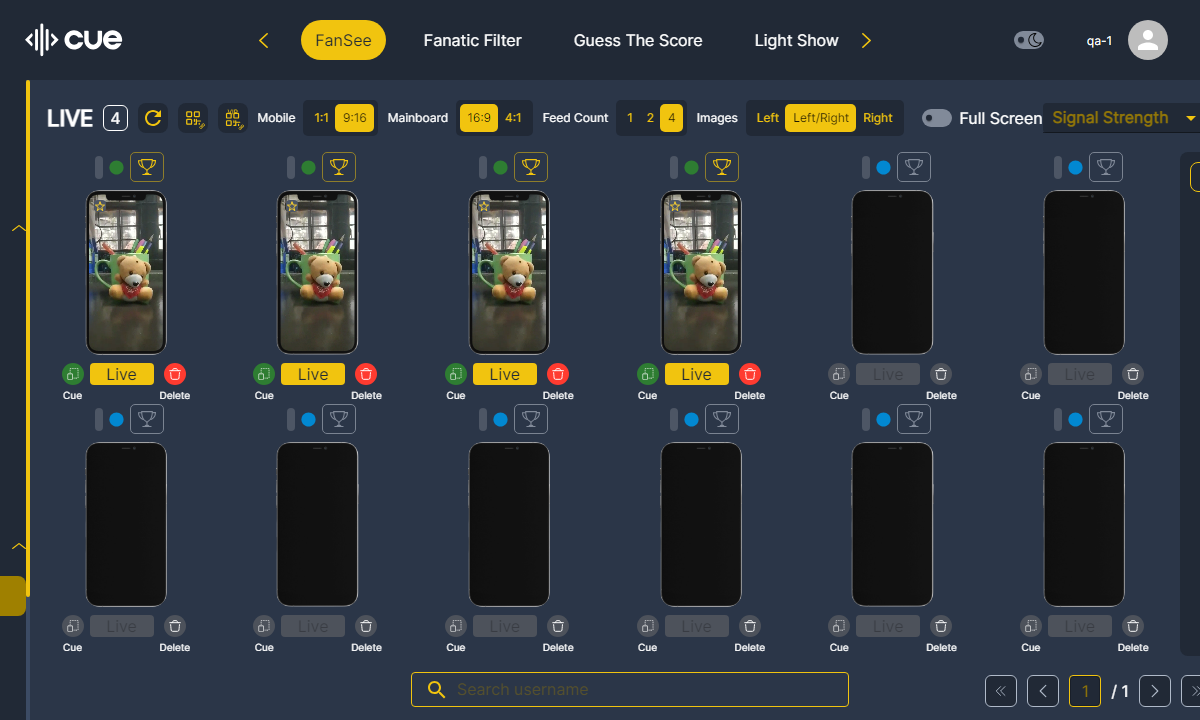 cue
FanSee
Fanatic Filter
Guess The Score
Light Show
qa-1
LIVE 4 Mobile 1:1 9:16 Mainboard 16:9 4:1 Feed Count 1 2 4 Images Left Left/Right Right Full Screen Signal Strength
Live Live Live Live Live Live
Cue Delete Cue Delete Cue Delete Cue Delete Cue Delete Cue Delete
Live Live Live Live Live Live
Cue Delete Cue Delete Cue Delete Cue Delete Cue Delete Cue Delete
Search username
1 / 1